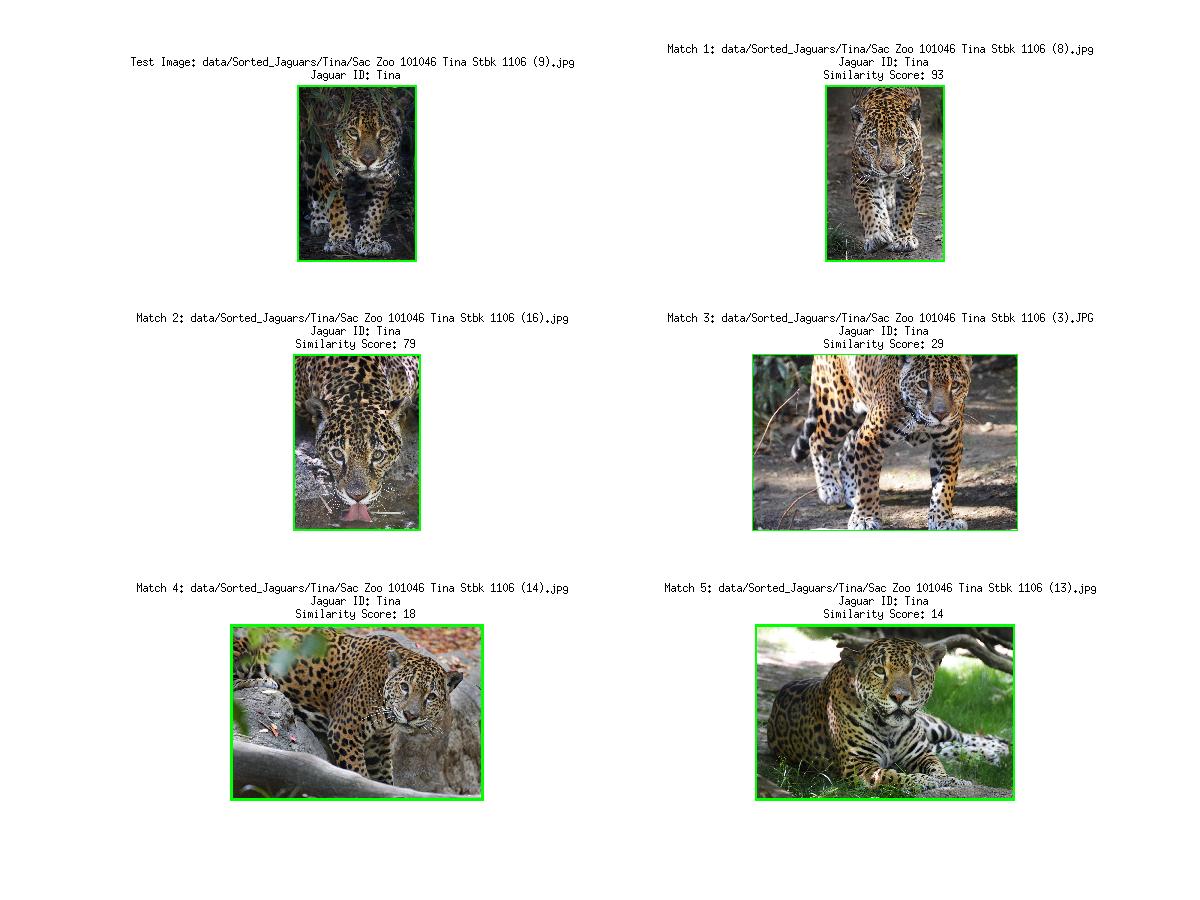 Test Image: data/Sorted_Jaguars/Tina/Sac Zoo 101046 Tina Stbk 1106 (9).jpg
Jaguar ID: Tina
Match 1: data/Sorted_Jaguars/Tina/Sac Zoo 101046 Tina Stbk 1106 (8).jpg
Jaguar ID: Tina
Similarity Score: 93
Match 2: data/Sorted_Jaguars/Tina/Sac Zoo 101046 Tina Stbk 1106 (16).jpg
Jaguar ID: Tina
Similarity Score: 79
Match 3: data/Sorted_Jaguars/Tina/Sac Zoo 101046 Tina Stbk 1106 (3).JPG
Jaguar ID: Tina
Similarity Score: 29
Match 4: data/Sorted_Jaguars/Tina/Sac Zoo 101046 Tina Stbk 1106 (14).jpg
Jaguar ID: Tina
Similarity Score: 18
Match 5: data/Sorted_Jaguars/Tina/Sac Zoo 101046 Tina Stbk 1106 (13).jpg
Jaguar ID: Tina
Similarity Score: 14